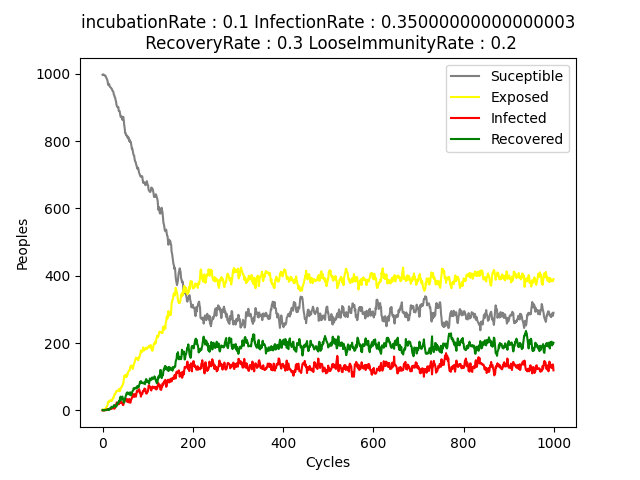 incubationRate : 0.1 InfectionRate : 0.35000000000000003
RecoveryRate : 0.3 LooseImmunityRate : 0.2
Suceptible
Exposed
Infected
Recovered
1000
800
600
400
200
0
Peoples
0 200 400 600 800 1000
Cycles